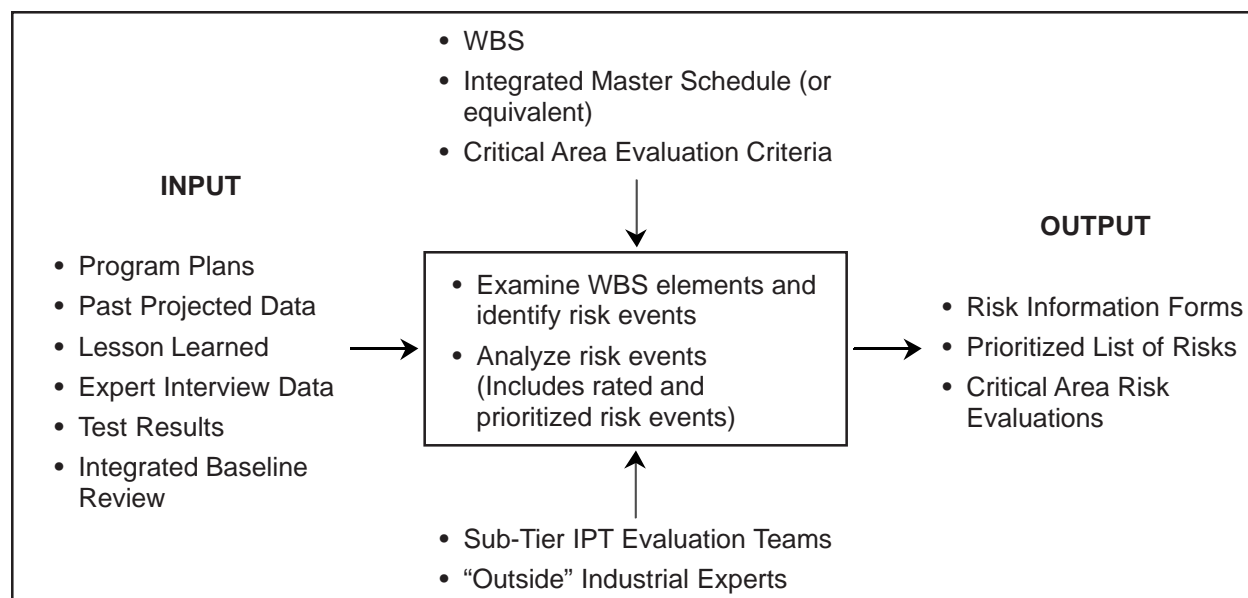 • WBS
• Integrated Master Schedule (or
equivalent)
• Critical Area Evaluation Criteria
INPUT
• Program Plans
• Past Projected Data
• Lesson Learned
• Expert Interview Data
• Test Results
• Integrated Baseline
Review
• Examine WBS elements and
identify risk events
• Analyze risk events
(Includes rated and
prioritized risk events)
OUTPUT
• Risk Information Forms
• Prioritized List of Risks
• Critical Area Risk
Evaluations
• Sub-Tier IPT Evaluation Teams
• “Outside” Industrial Experts